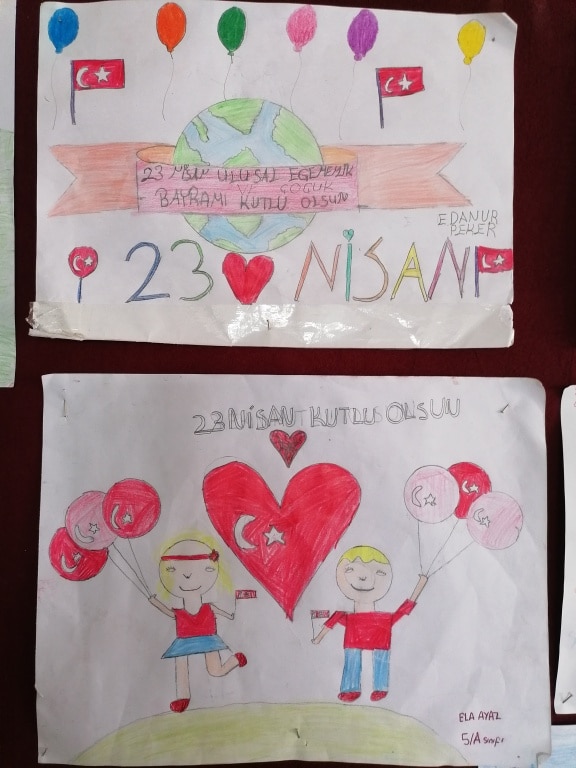 23 NİSAN ULUSAL EGEMENLİK
VE ÇOCUK
BAYRAMI KUTLU OLSUN
EDANUR
PEKER
23 NİSAN
23 NİSAN KUTLU OLSUN
ELA AYAZ
5/A sınıfı